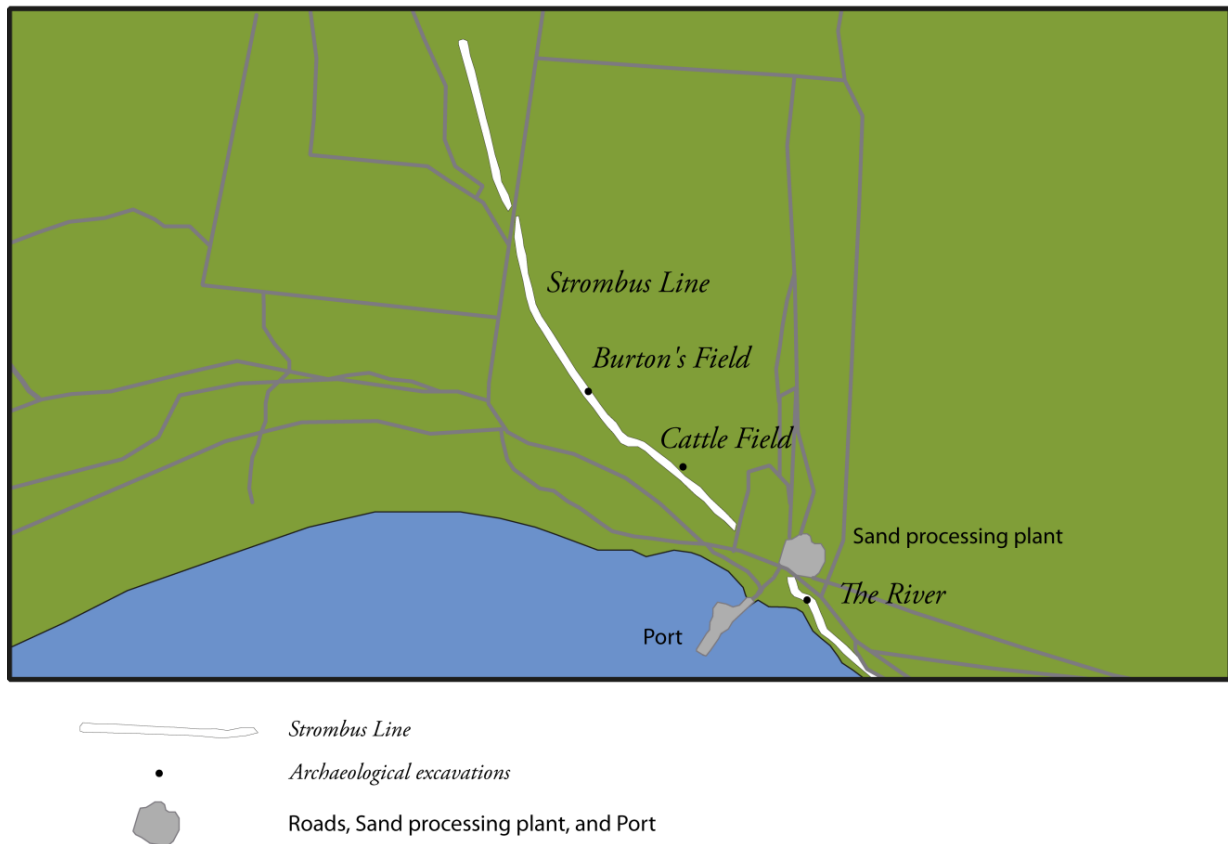 Strombus Line
Burton's Field
Cattle Field
Sand processing plant
The River
Port
Strombus Line
Archaeological excavations
Roads, Sand processing plant, and Port